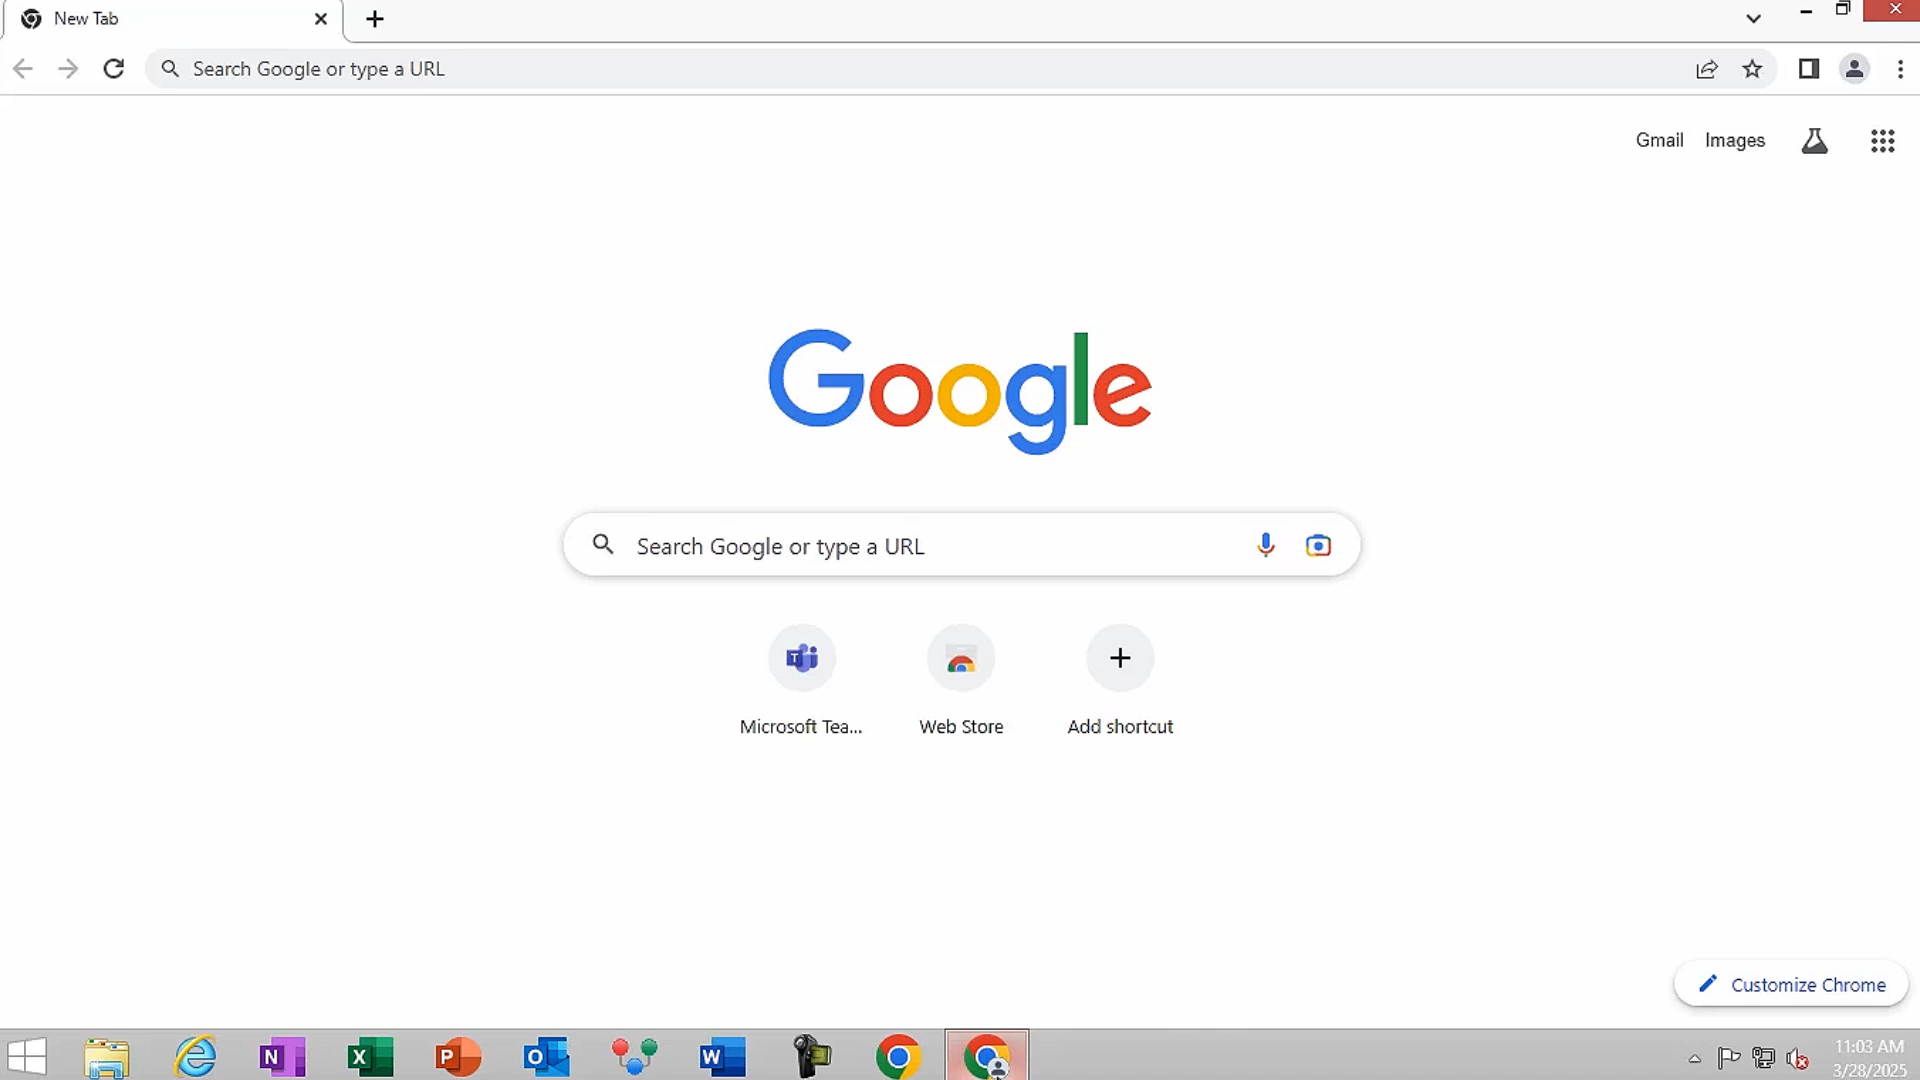 New Tab
Search Google or type a URL
Gmail Images
Google
Search Google or type a URL
Microsoft Tea...
Web Store
Add shortcut
Customize Chrome
N
X
P
O
W
T
11:03 AM
3/28/2025